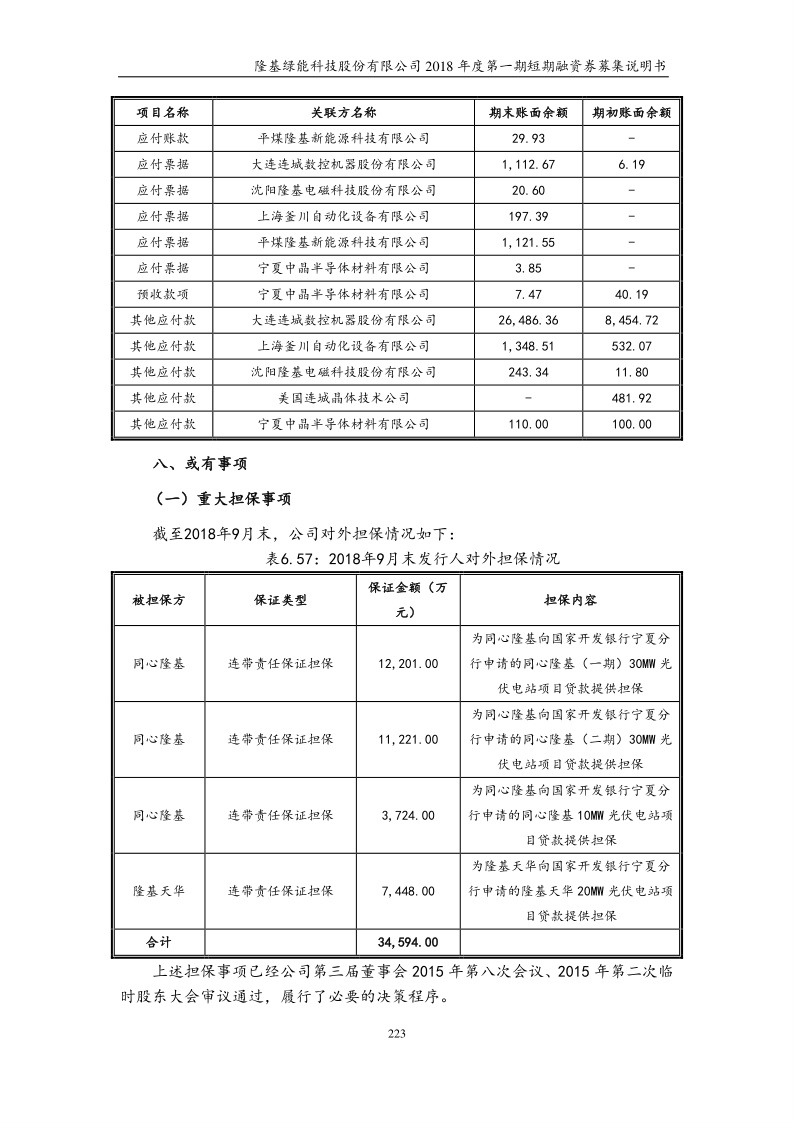 隆基绿能科技股份有限公司 2018 年度第一期短期融资券募集说明书
项目名称 关联方名称 期末账面余额 期初账面余额
应付账款 平煤隆基新能源科技有限公司 29.93 -
应付票据 大连连城数控机器股份有限公司 1,112.67 6.19
应付票据 沈阳隆基电磁科技股份有限公司 20.60 -
应付票据 上海釜川自动化设备有限公司 197.39 -
应付票据 平煤隆基新能源科技有限公司 1,121.55 -
应付票据 宁夏中晶半导体材料有限公司 3.85 -
预收款项 宁夏中晶半导体材料有限公司 7.47 40.19
其他应付款 大连连城数控机器股份有限公司 26,486.36 8,454.72
其他应付款 上海釜川自动化设备有限公司 1,348.51 532.07
其他应付款 沈阳隆基电磁科技股份有限公司 243.34 11.80
其他应付款 美国连城晶体技术公司 - 481.92
其他应付款 宁夏中晶半导体材料有限公司 110.00 100.00
八、或有事项
（一）重大担保事项
截至2018年9月末，公司对外担保情况如下：
表6.57：2018年9月末发行人对外担保情况
被担保方 保证类型 保证金额（万
元） 担保内容
同心隆基 连带责任保证担保 12,201.00 为同心隆基向国家开发银行宁夏分
行申请的同心隆基（一期）30MW 光
伏电站项目贷款提供担保
同心隆基 连带责任保证担保 11,221.00 为同心隆基向国家开发银行宁夏分
行申请的同心隆基（二期）30MW 光
伏电站项目贷款提供担保
同心隆基 连带责任保证担保 3,724.00 为同心隆基向国家开发银行宁夏分
行申请的同心隆基 10MW 光伏电站项
目贷款提供担保
隆基天华 连带责任保证担保 7,448.00 为隆基天华向国家开发银行宁夏分
行申请的隆基天华 20MW 光伏电站项
目贷款提供担保
合计 34,594.00
上述担保事项已经公司第三届董事会 2015 年第八次会议、2015 年第二次临
时股东大会审议通过，履行了必要的决策程序。
223